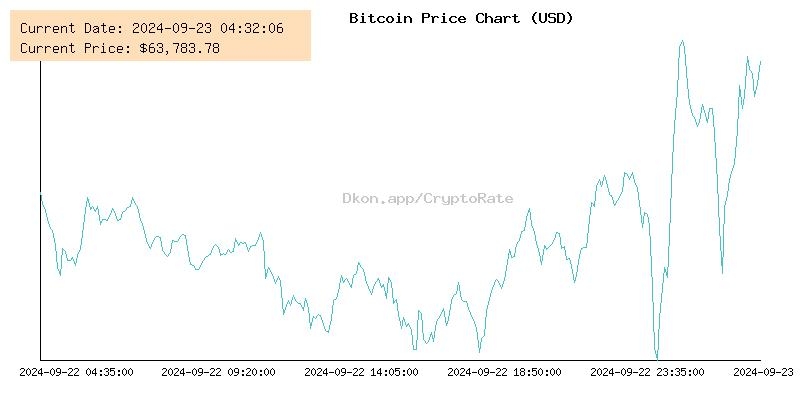 Bitcoin Price Chart (USD)
Current Date: 2024-09-23 04:32:06
Current Price: $63,783.78
Dkon.app/CryptoRate
2024-09-22 04:35:00 2024-09-22 09:20:00 2024-09-22 14:05:00 2024-09-22 18:50:00 2024-09-22 23:35:00 2024-09-23